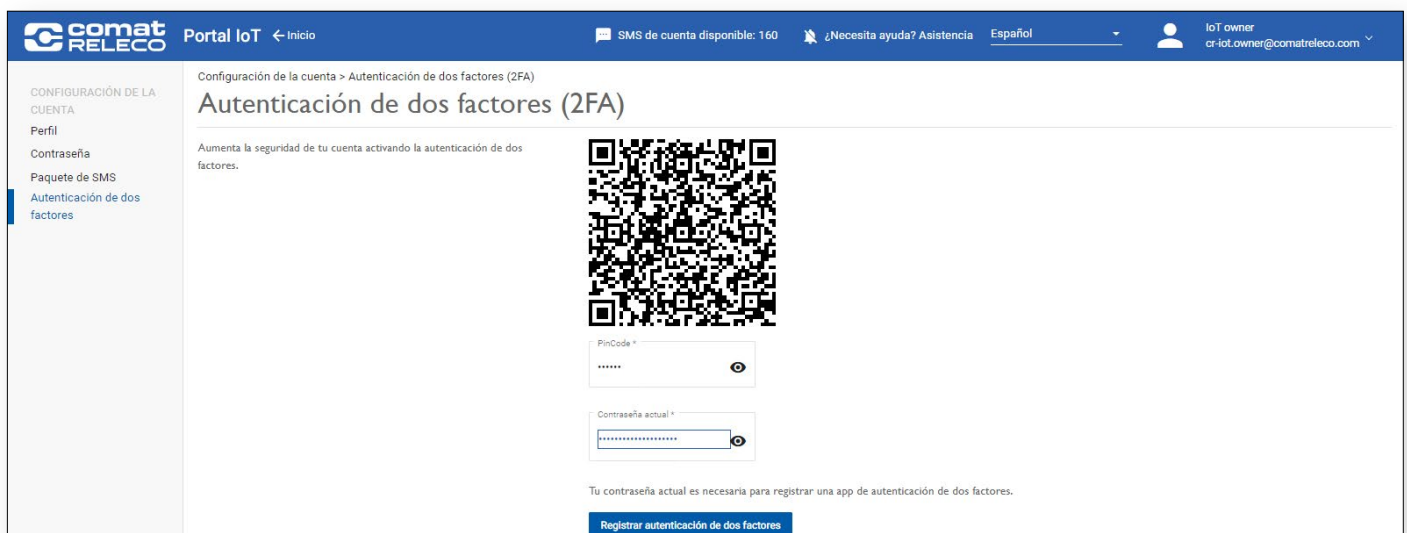 comat
RELECO
Portal IoT ← Inicio
SMS de cuenta disponible: 160
¿Necesita ayuda? Asistencia
Español
IoT owner
cr-iot.owner@comatreleco.com
CONFIGURACIÓN DE LA
CUENTA
Perfil
Contraseña
Paquete de SMS
Autenticación de dos
factores
Configuración de la cuenta > Autenticación de dos factores (2FA)
Autenticación de dos factores (2FA)
Aumenta la seguridad de tu cuenta activando la autenticación de dos
factores.
PinCode *
••••••
Contraseña actual *
••••••••••••••••••••
Tu contraseña actual es necesaria para registrar una app de autenticación de dos factores.
Registrar autenticación de dos factores